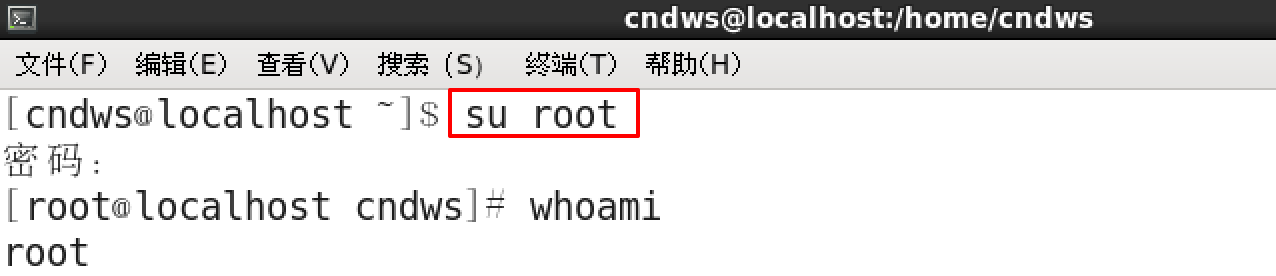 cndws@localhost:/home/cndws
文件(F) 编辑(E) 查看(V) 搜索 (S) 终端(T) 帮助(H)
[cndws@localhost ~]$ su root
密码：
[root@localhost cndws]# whoami
root